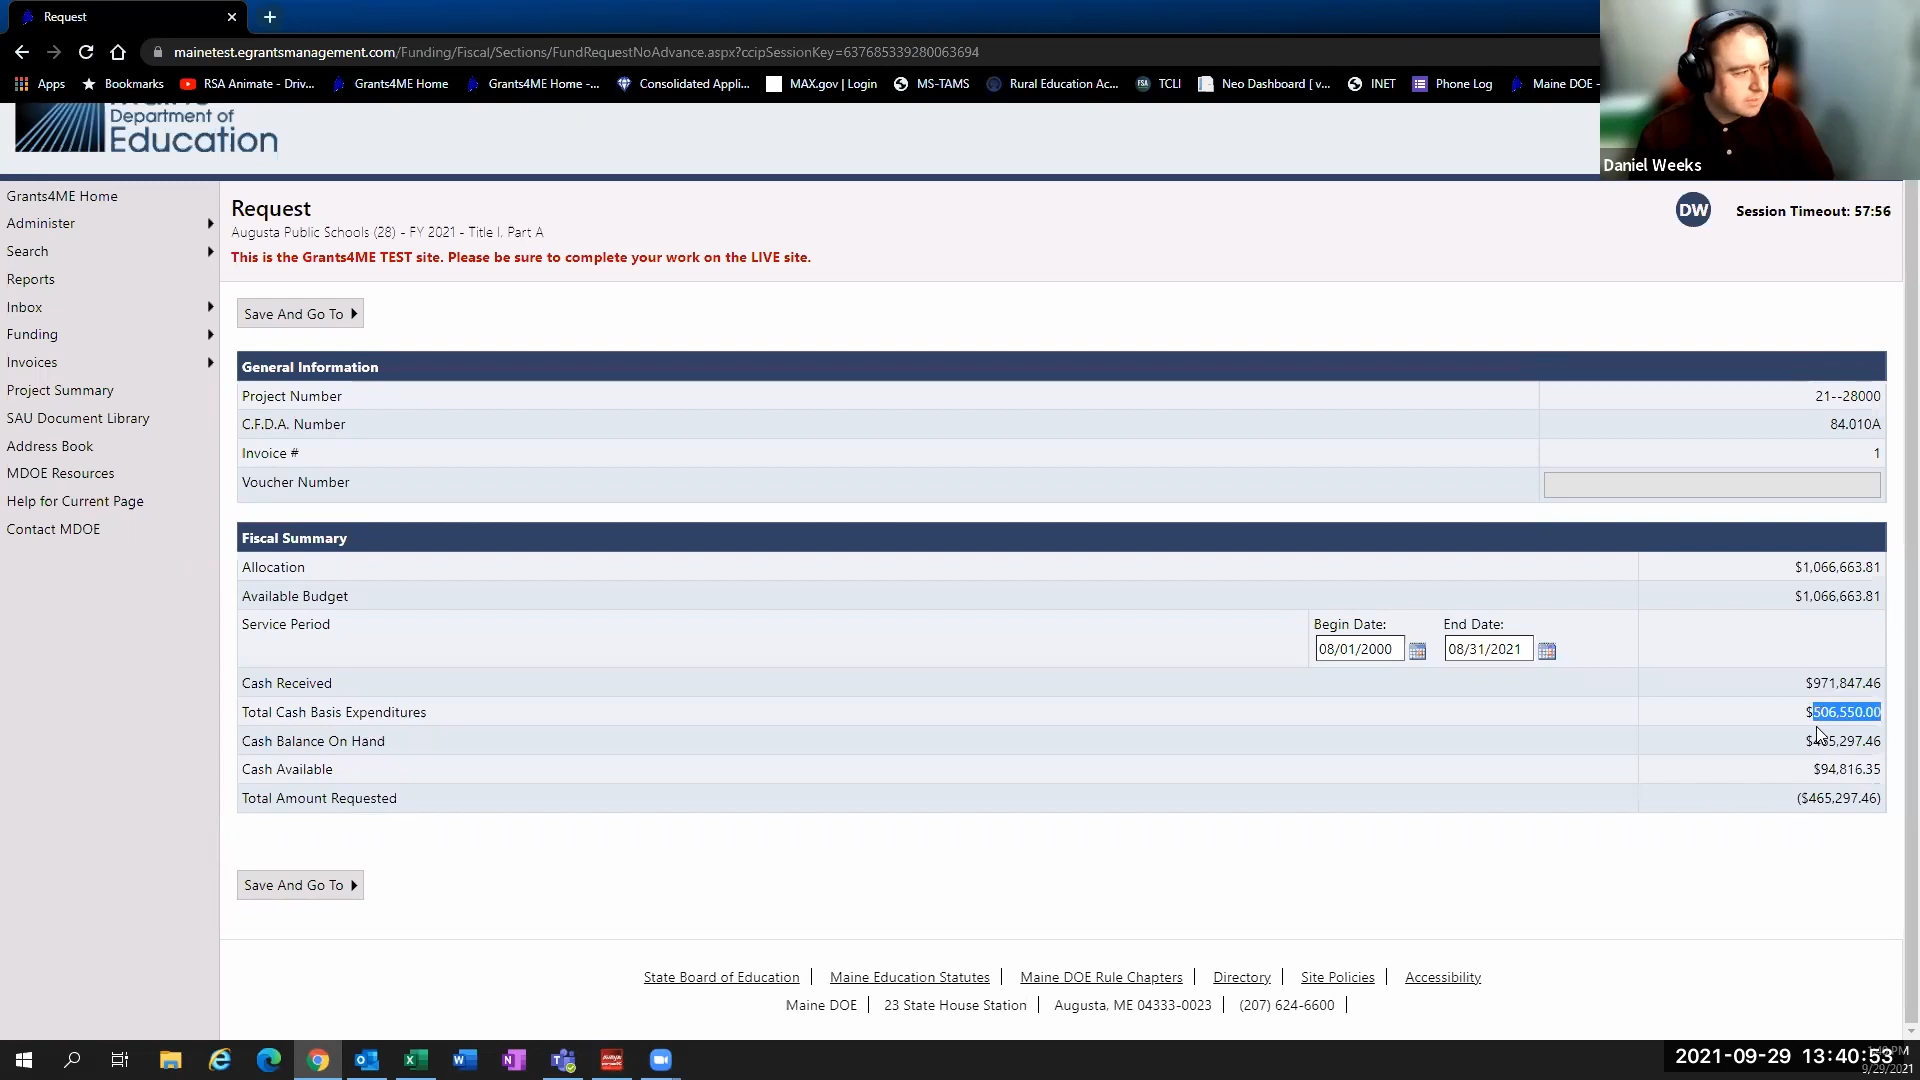 Request
mainetest.egrantsmanagement.com/Funding/Fiscal/Sections/FundRequestNoAdvance.aspx?ccipSessionKey=637685339280063694
Apps Bookmarks RSA Animate - Driv... Grants4ME Home Grants4ME Home -... Consolidated Appli... MAX.gov | Login MS-TAMS Rural Education Ac... TCLI Neo Dashboard [ v... INET Phone Log Maine DOE -
Daniel Weeks
Department of
Education
Grants4ME Home
Administer
Search
Reports
Inbox
Funding
Invoices
Project Summary
SAU Document Library
Address Book
MDOE Resources
Help for Current Page
Contact MDOE
Request
DW Session Timeout: 57:56
Augusta Public Schools (28) - FY 2021 - Title I, Part A
This is the Grants4ME TEST site. Please be sure to complete your work on the LIVE site.
Save And Go To
General Information
Project Number 21--28000
C.F.D.A. Number 84.010A
Invoice # 1
Voucher Number
Fiscal Summary
Allocation $1,066,663.81
Available Budget $1,066,663.81
Service Period Begin Date: End Date:
08/01/2000 08/31/2021
Cash Received $971,847.46
Total Cash Basis Expenditures $506,550.00
Cash Balance On Hand $465,297.46
Cash Available $94,816.35
Total Amount Requested ($465,297.46)
Save And Go To
State Board of Education | Maine Education Statutes | Maine DOE Rule Chapters | Directory | Site Policies | Accessibility
Maine DOE | 23 State House Station | Augusta, ME 04333-0023 | (207) 624-6600 |
2021-09-29 13:40:53
9/29/2021